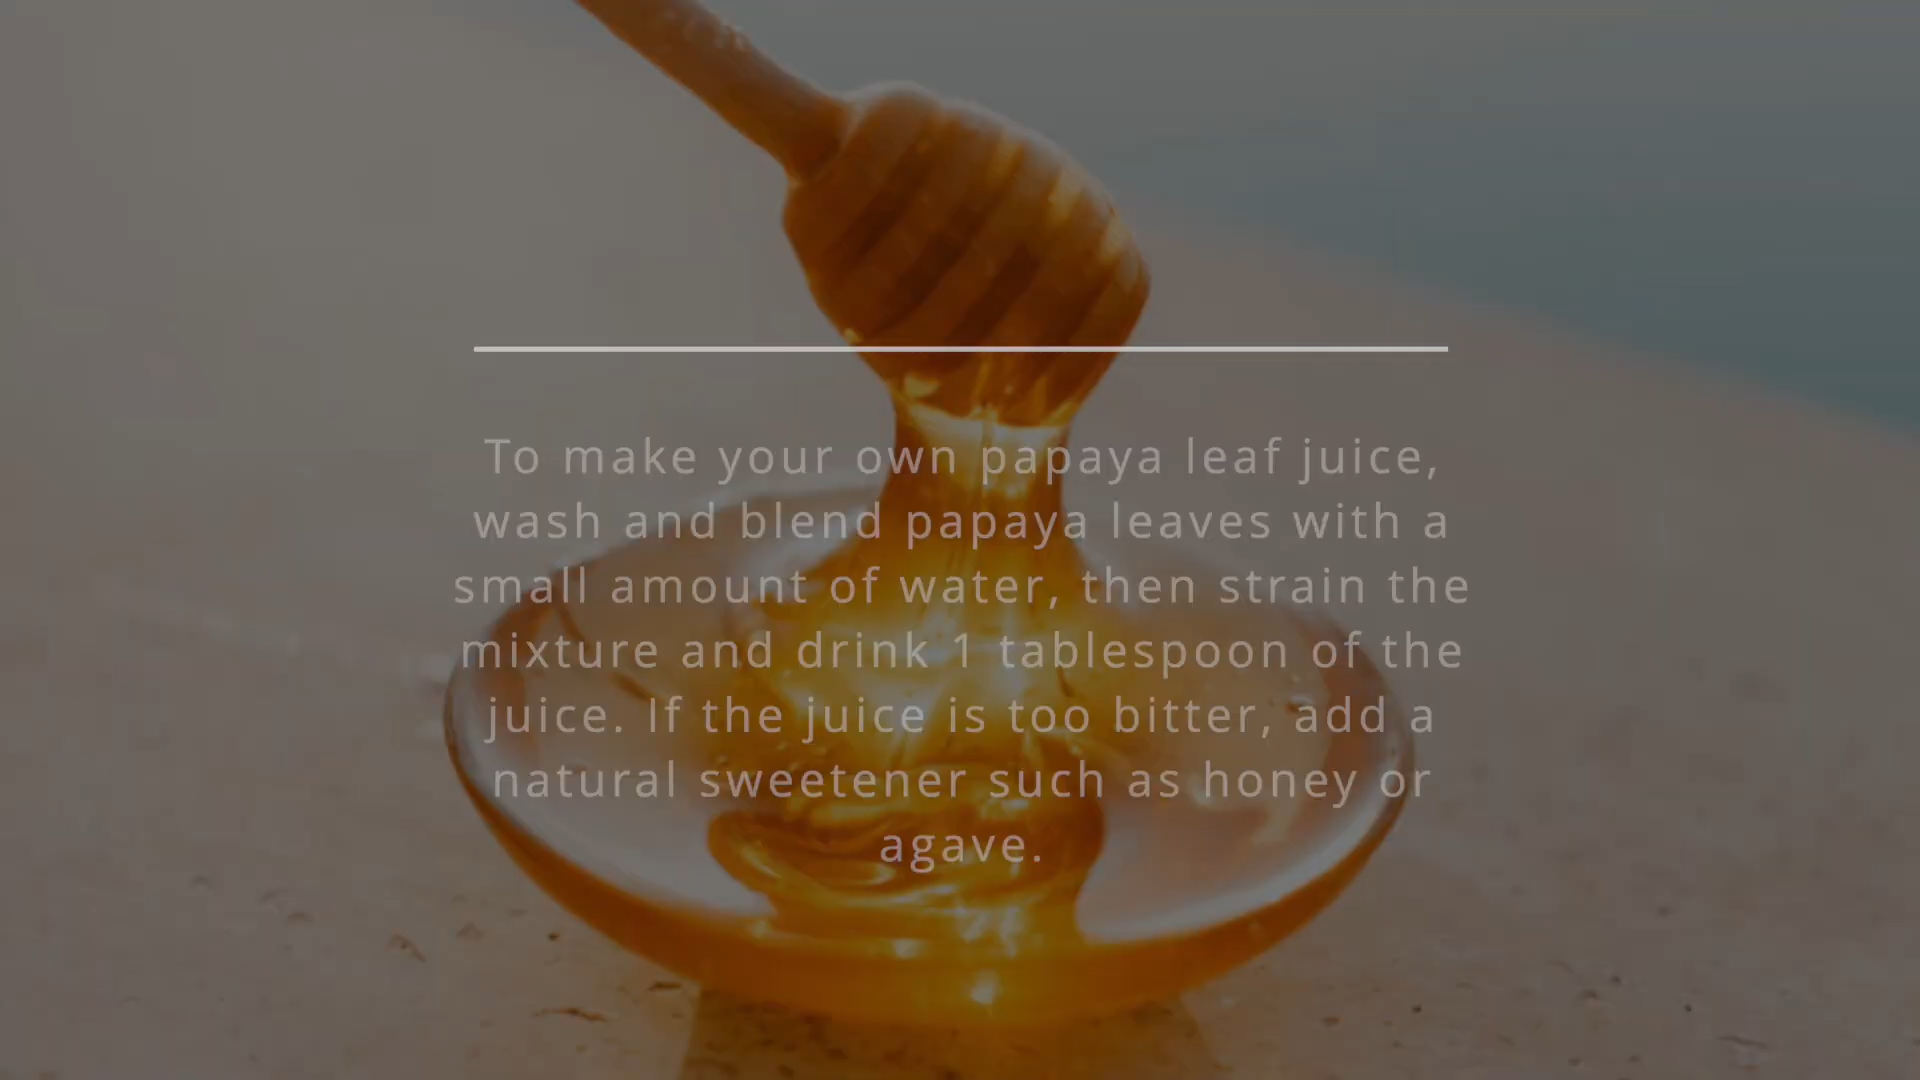 To make your own papaya leaf juice,
wash and blend papaya leaves with a
small amount of water, then strain the
mixture and drink 1 tablespoon of the
juice. If the juice is too bitter, add a
natural sweetener such as honey or
agave.